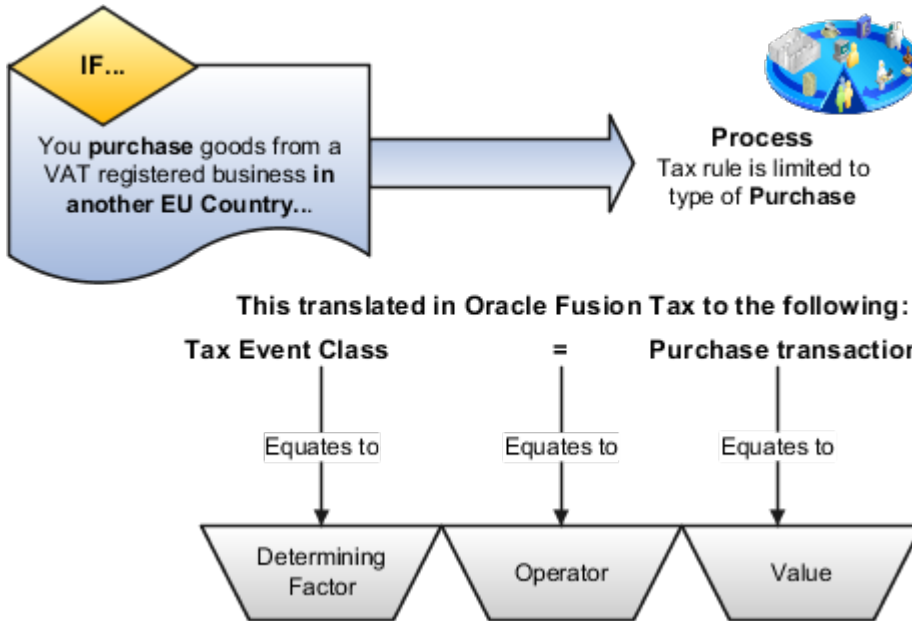 IF...
You purchase goods from a
VAT registered business in
another EU Country...
Process
Tax rule is limited to
type of Purchase
This translated in Oracle Fusion Tax to the following:
Tax Event Class = Purchase transaction
Equates to Equates to Equates to
Determining
Factor
Operator
Value